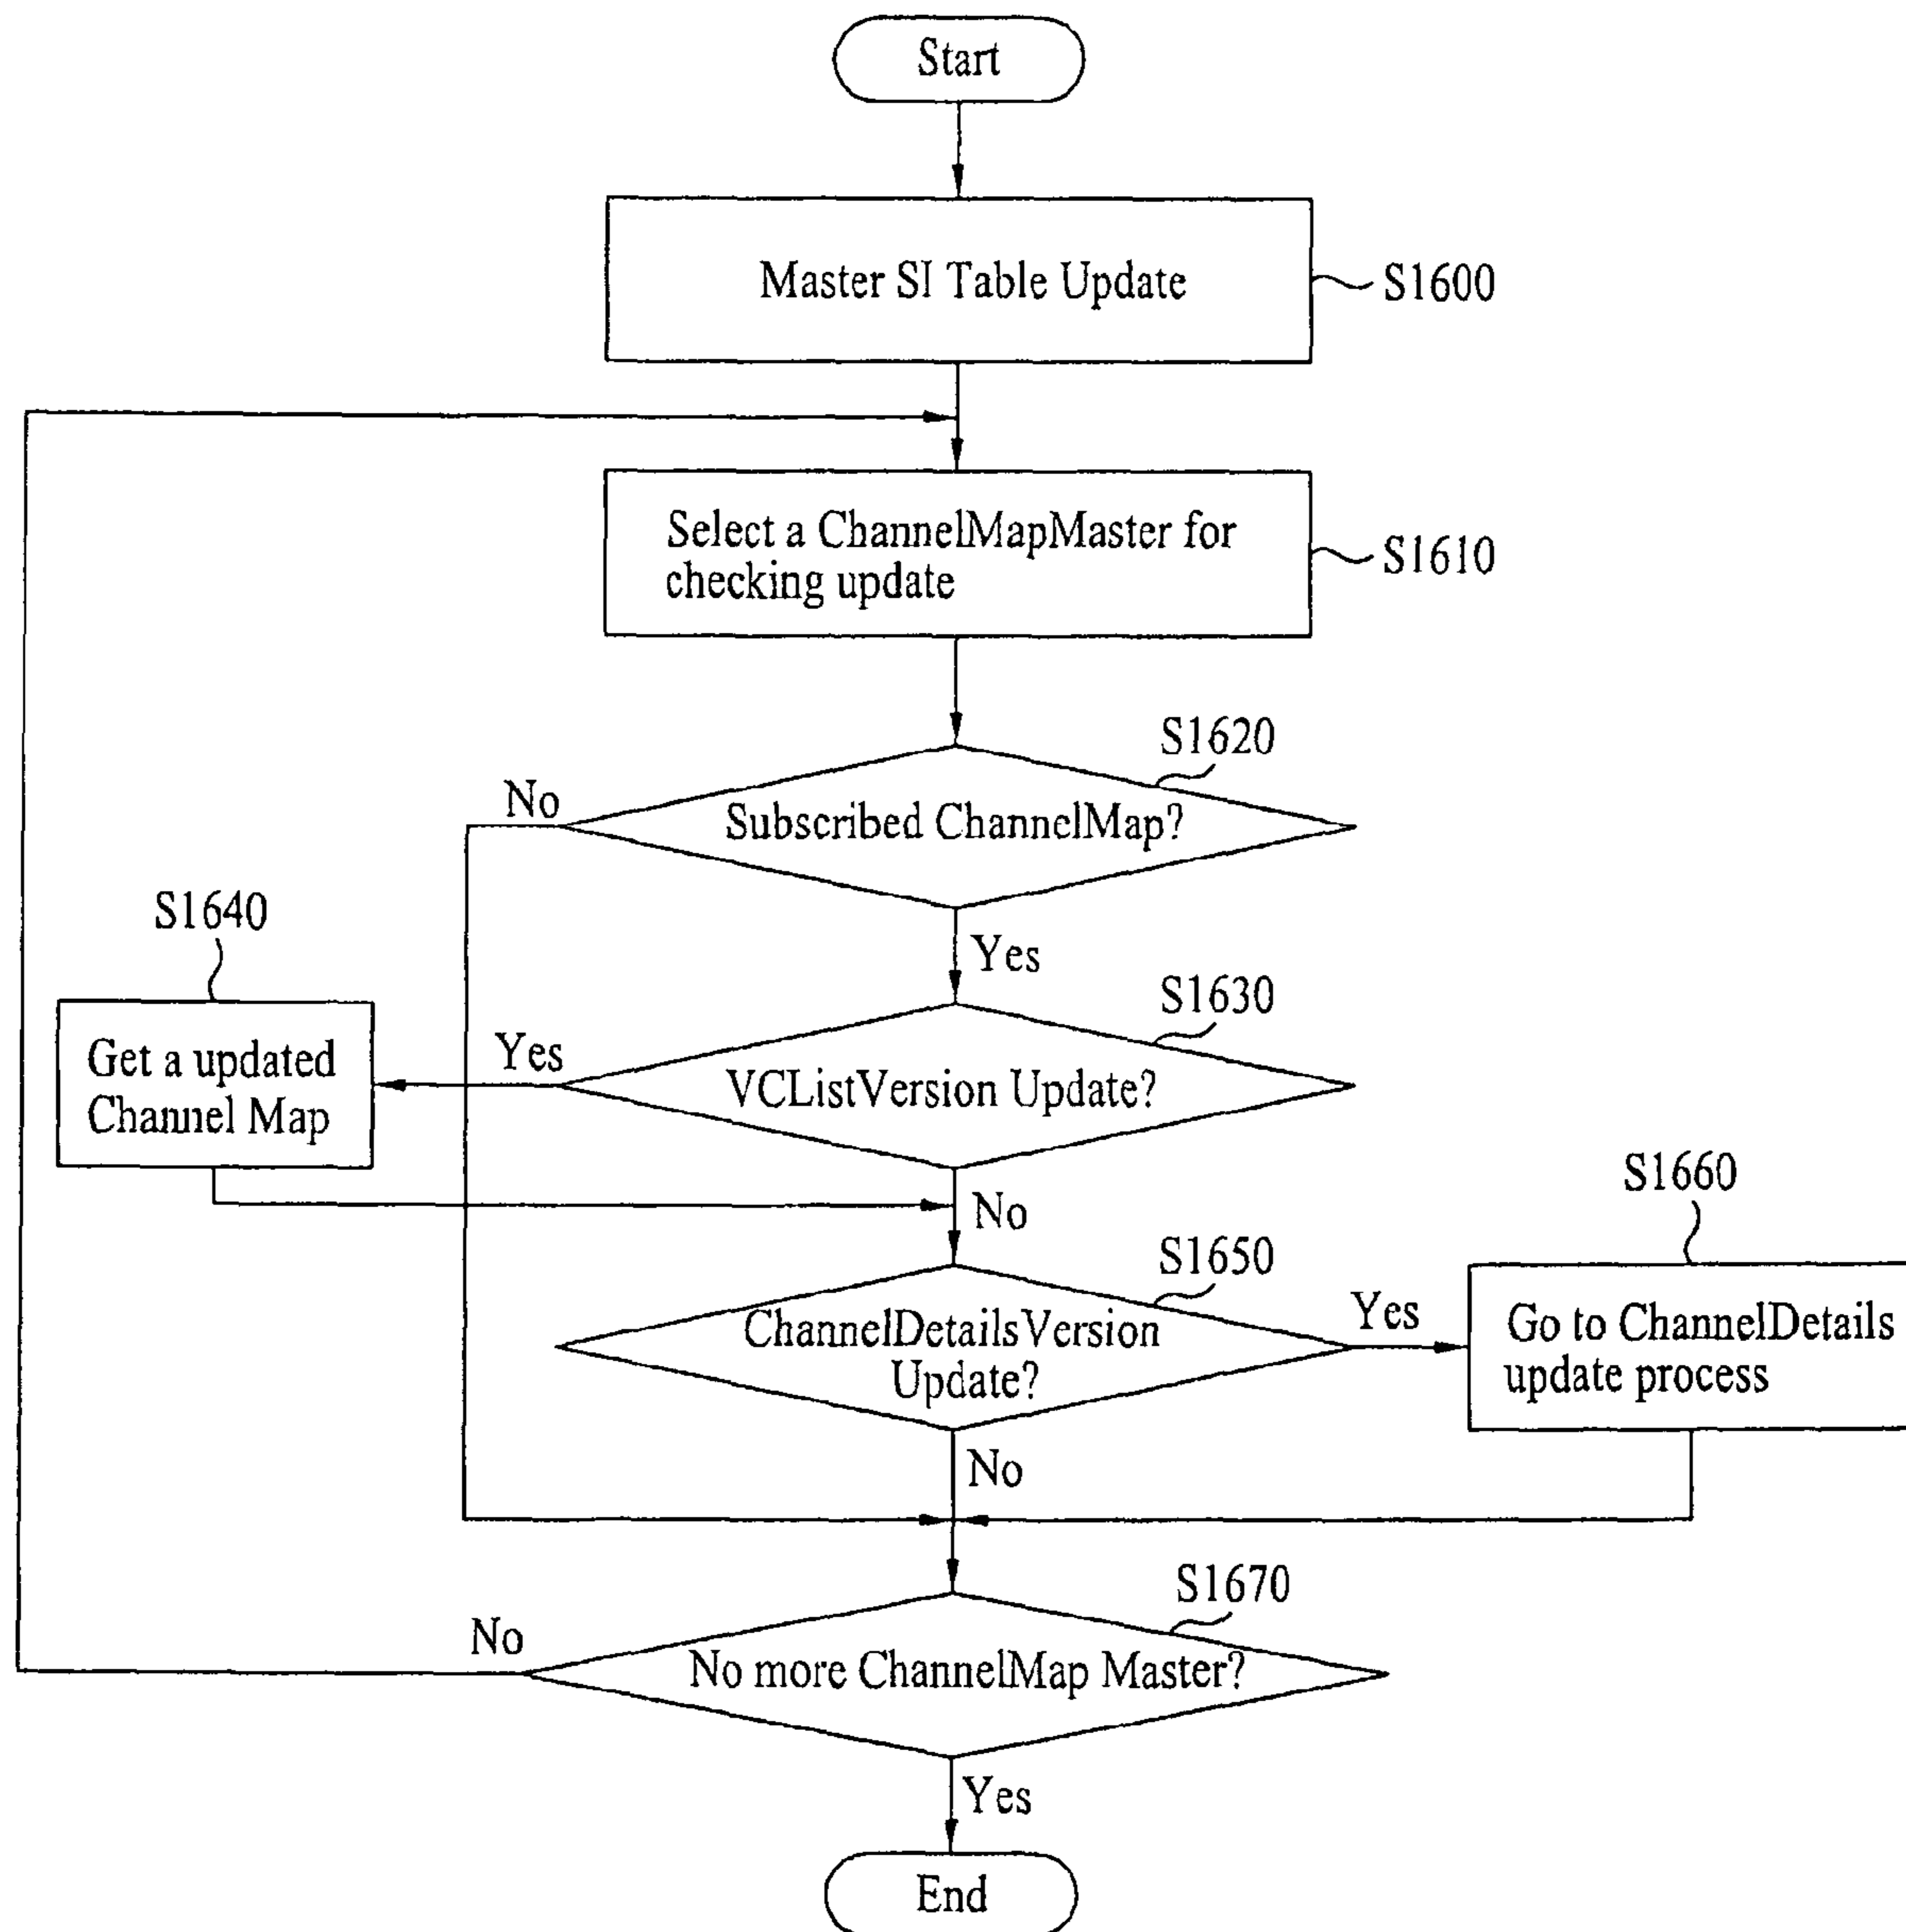 Start
Master SI Table Update
S1600
Select a ChannelMapMaster for
checking update
S1610
S1620
No
Subscribed ChannelMap?
Yes
S1640
Get a updated
Channel Map
S1630
Yes
VCListVersion Update?
No
S1650
ChannelDetailsVersion
Update?
Yes
S1660
Go to ChannelDetails
update process
No
S1670
No
No more ChannelMap Master?
Yes
End